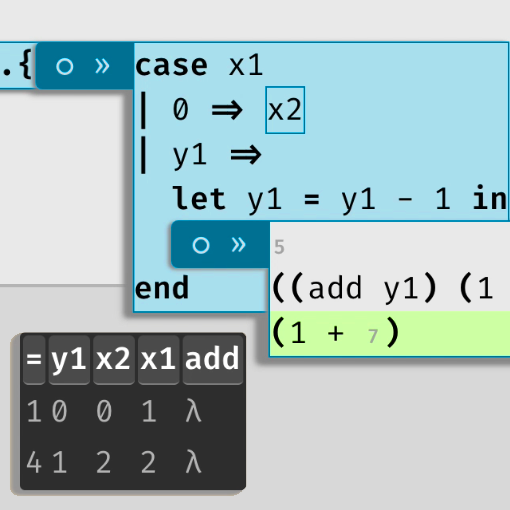 .{ ○ » case x1
| 0 ⇒ x2
| y1 ⇒
let y1 = y1 − 1 in
○ » 5
end ((add y1) (1
(1 + 7)
= y1 x2 x1 add
1 0 0 1 λ
4 1 2 2 λ